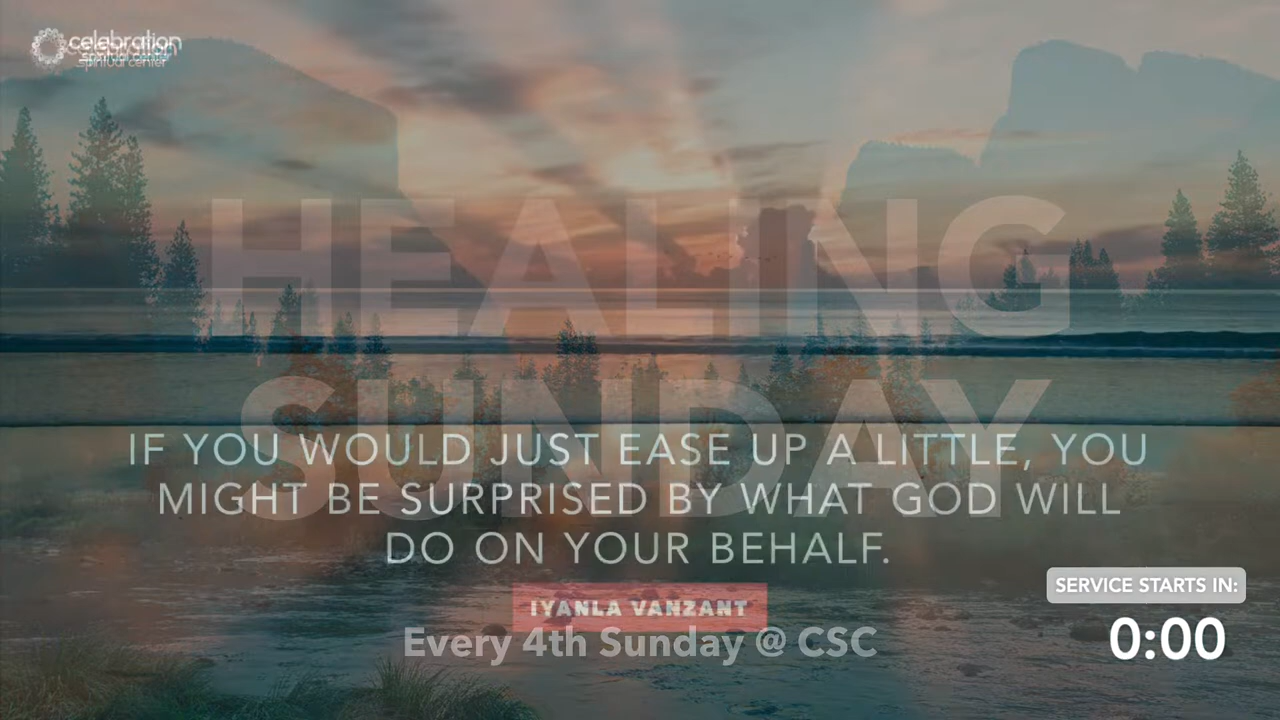 celebration
spiritual center
HEALING
SUNDAY
IF YOU WOULD JUST EASE UP A LITTLE, YOU
MIGHT BE SURPRISED BY WHAT GOD WILL
DO ON YOUR BEHALF.
IYANLA VANZANT
Every 4th Sunday @ CSC
SERVICE STARTS IN:
0:00